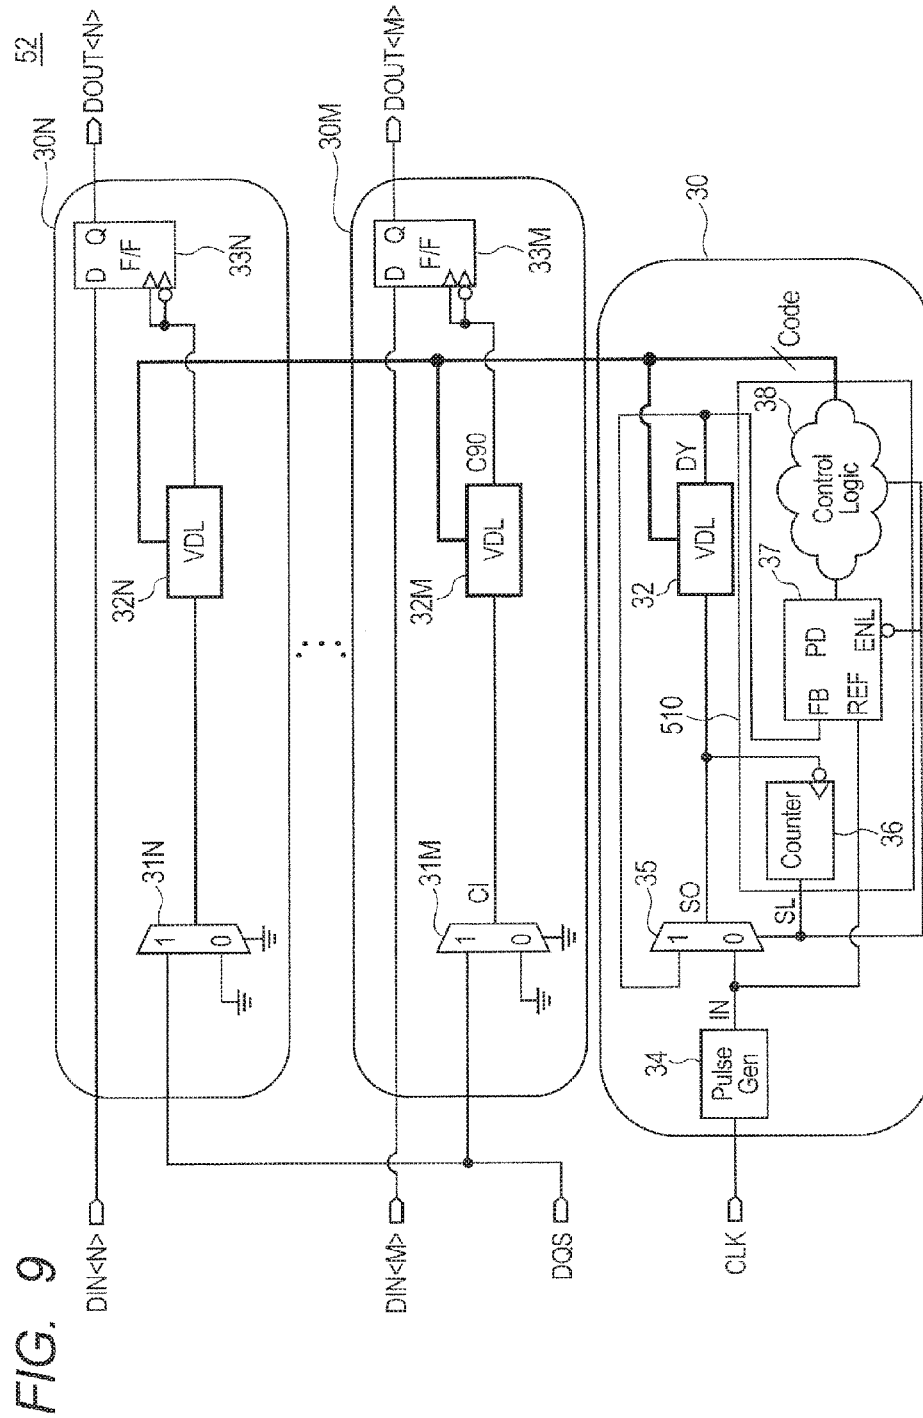 FIG. 9
52
DIN<N>
30N
31N
1
0
32N
VDL
D Q
F/F
33N
DOUT<N>
DIN<M>
30M
31M
1
0
CI
32M
VDL
C90
D Q
F/F
33M
DOUT<M>
DQS
30
CLK
34
Pulse
Gen
IN
35
1
0
SO
SL
Counter
36
510
32
VDL
DY
37
FB
PD
REF
ENL
38
Control
Logic
Code